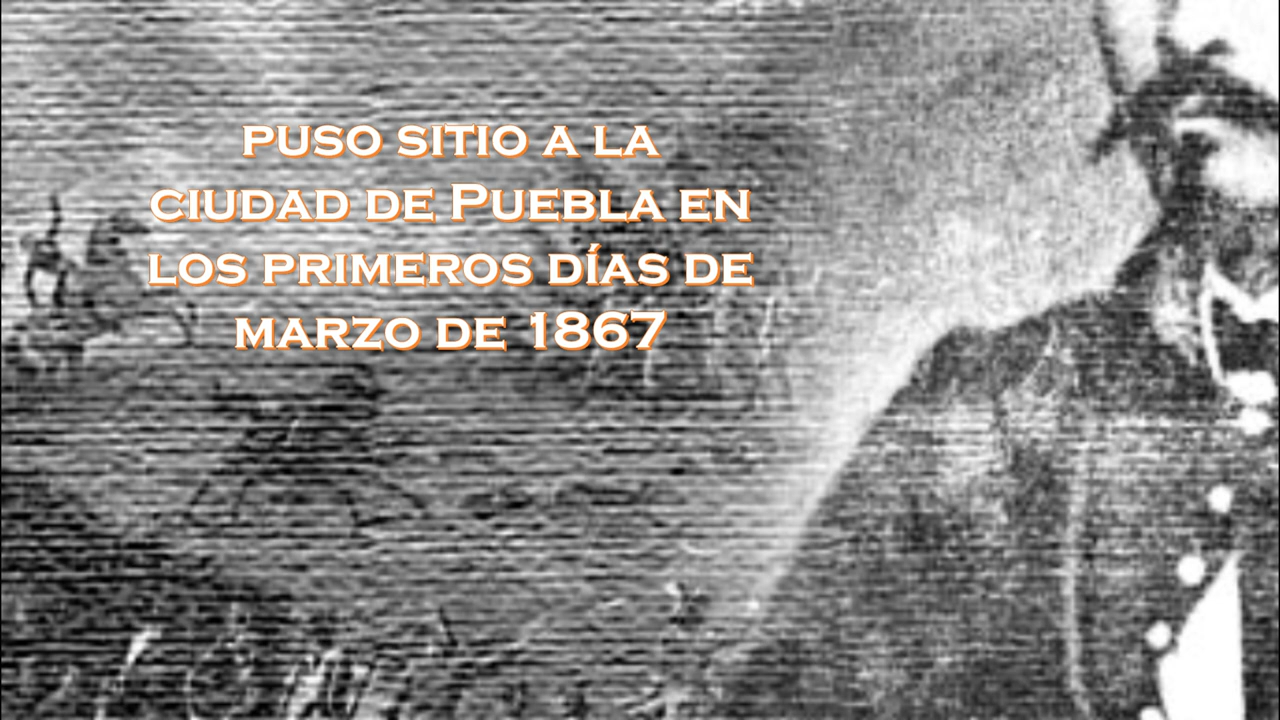 PUSO SITIO A LA
CIUDAD DE PUEBLA EN
LOS PRIMEROS DÍAS DE
MARZO DE 1867